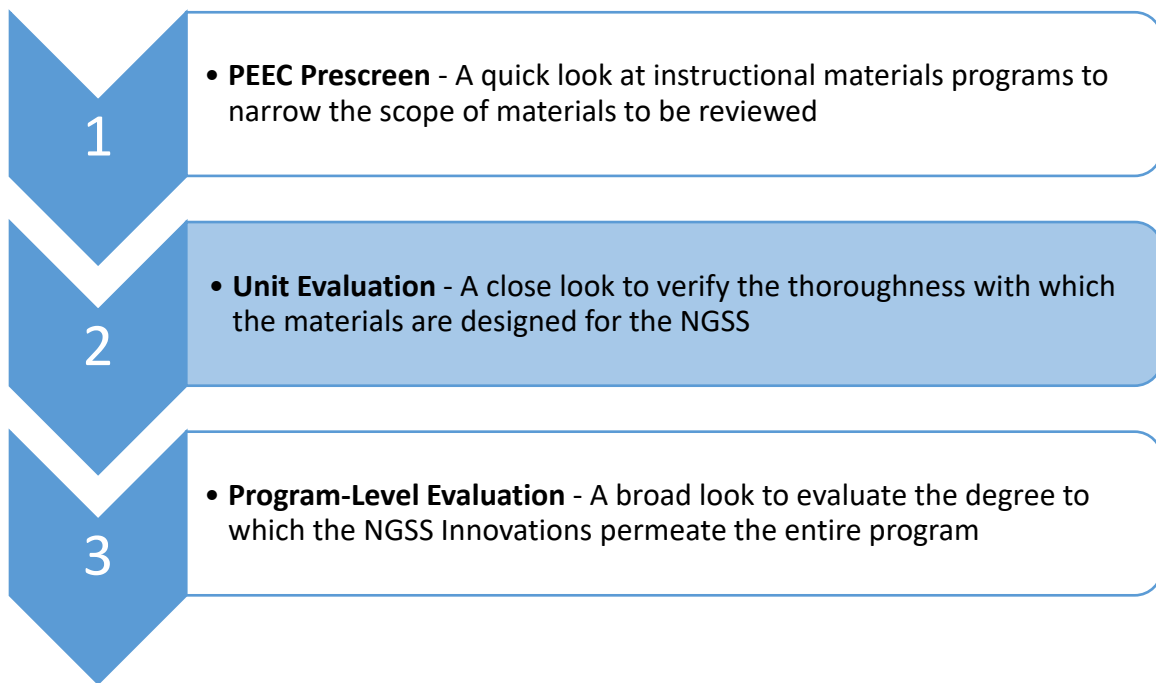 1
• PEEC Prescreen - A quick look at instructional materials programs to
narrow the scope of materials to be reviewed
2
• Unit Evaluation - A close look to verify the thoroughness with which
the materials are designed for the NGSS
3
• Program-Level Evaluation - A broad look to evaluate the degree to
which the NGSS Innovations permeate the entire program